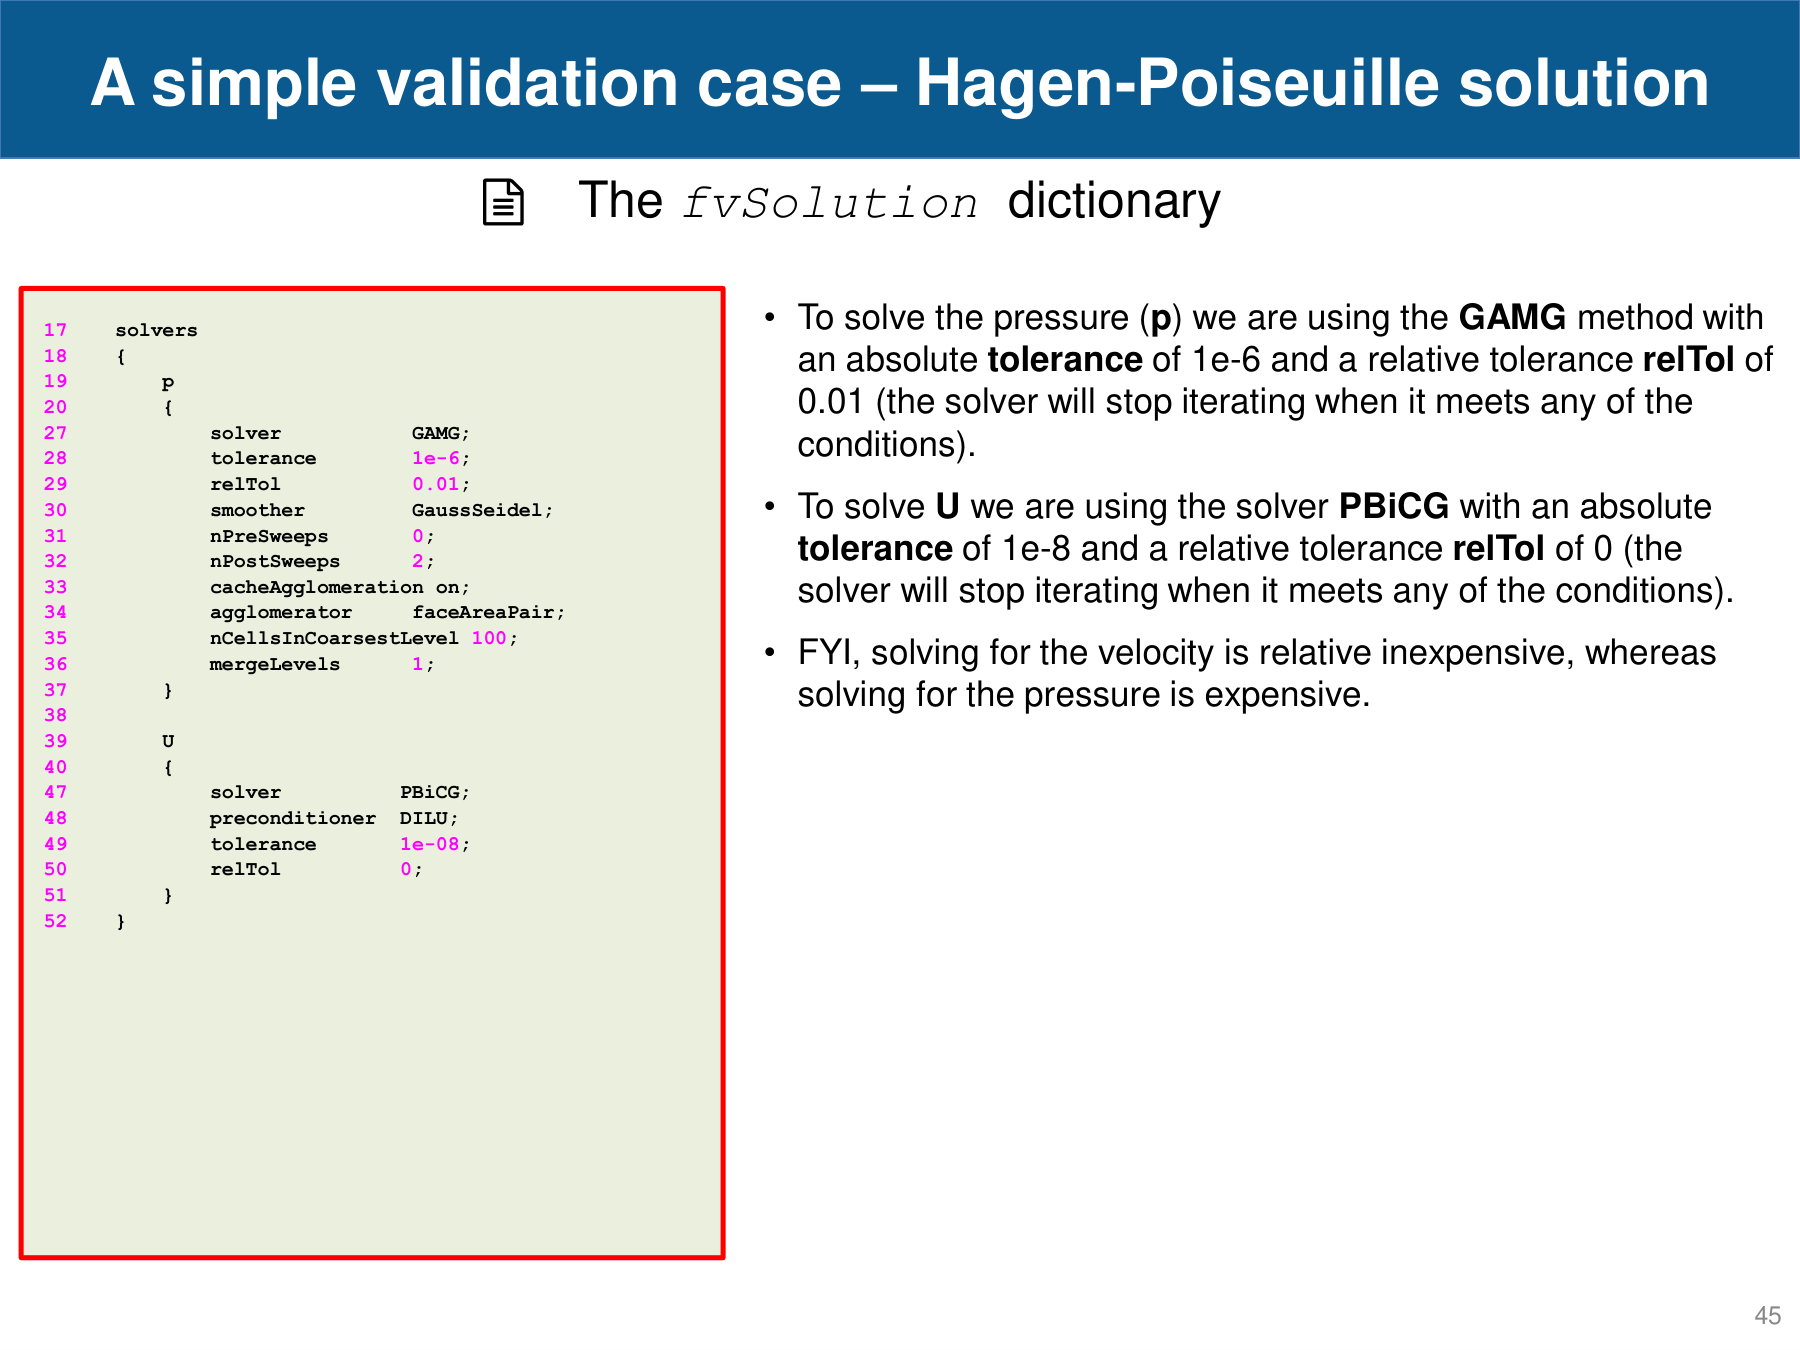 A simple validation case – Hagen-Poiseuille solution
The fvSolution dictionary
17    solvers
18    {
19        p
20        {
27            solver           GAMG;
28            tolerance        1e-6;
29            relTol           0.01;
30            smoother         GaussSeidel;
31            nPreSweeps       0;
32            nPostSweeps      2;
33            cacheAgglomeration on;
34            agglomerator     faceAreaPair;
35            nCellsInCoarsestLevel 100;
36            mergeLevels      1;
37        }
38
39        U
40        {
47            solver          PBiCG;
48            preconditioner  DILU;
49            tolerance       1e-08;
50            relTol          0;
51        }
52    }
• To solve the pressure (p) we are using the GAMG method with
an absolute tolerance of 1e-6 and a relative tolerance relTol of
0.01 (the solver will stop iterating when it meets any of the
conditions).
• To solve U we are using the solver PBiCG with an absolute
tolerance of 1e-8 and a relative tolerance relTol of 0 (the
solver will stop iterating when it meets any of the conditions).
• FYI, solving for the velocity is relative inexpensive, whereas
solving for the pressure is expensive.
45